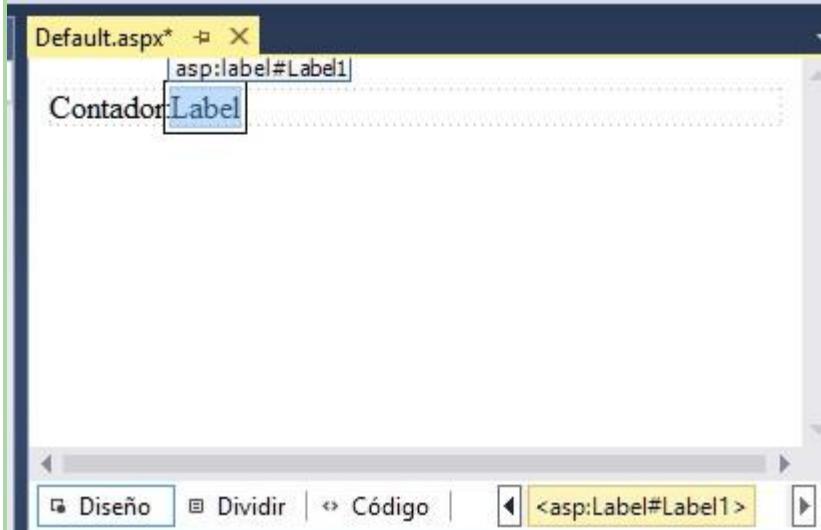 Default.aspx*
asp:label#Label1
Contador:Label
Diseño Dividir Código <asp:Label#Label1>